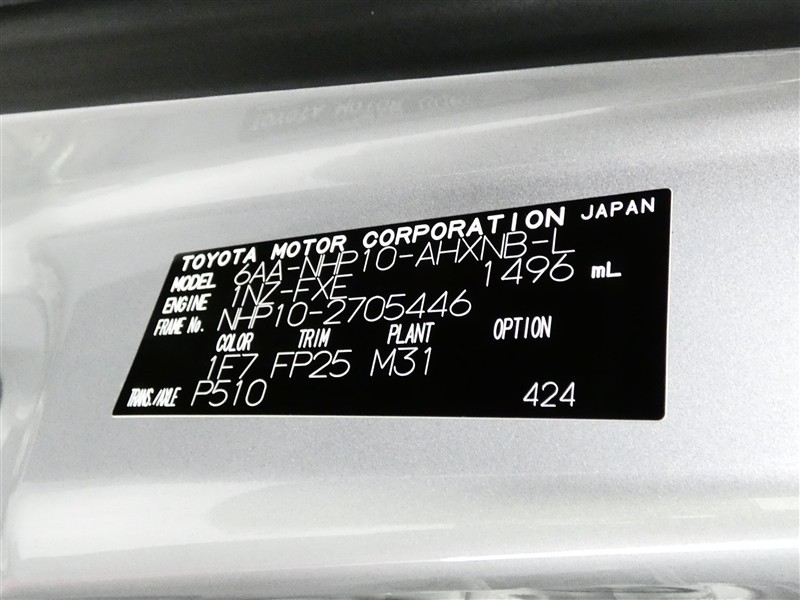 TOYOTA MOTOR CORPORATION JAPAN
MODEL 6AA-NHP10-AHXNB-L
ENGINE 1NZ-FXE 1496 mL
FRAME No. NHP10-2705446
COLOR TRIM PLANT OPTION
1E7 FP25 M31
TRANS./AXLE P510 424